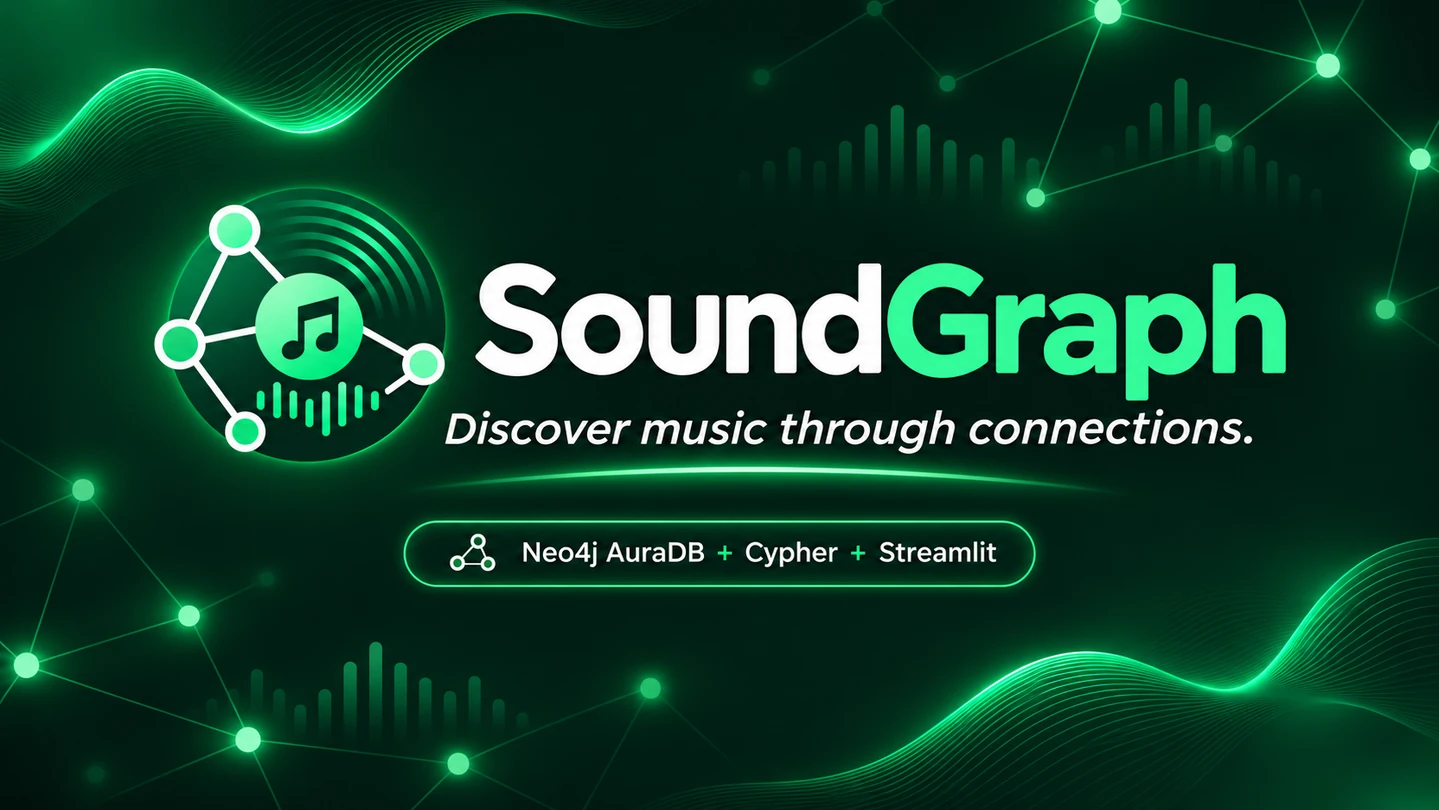 SoundGraph
Discover music through connections.
Neo4j AuraDB + Cypher + Streamlit